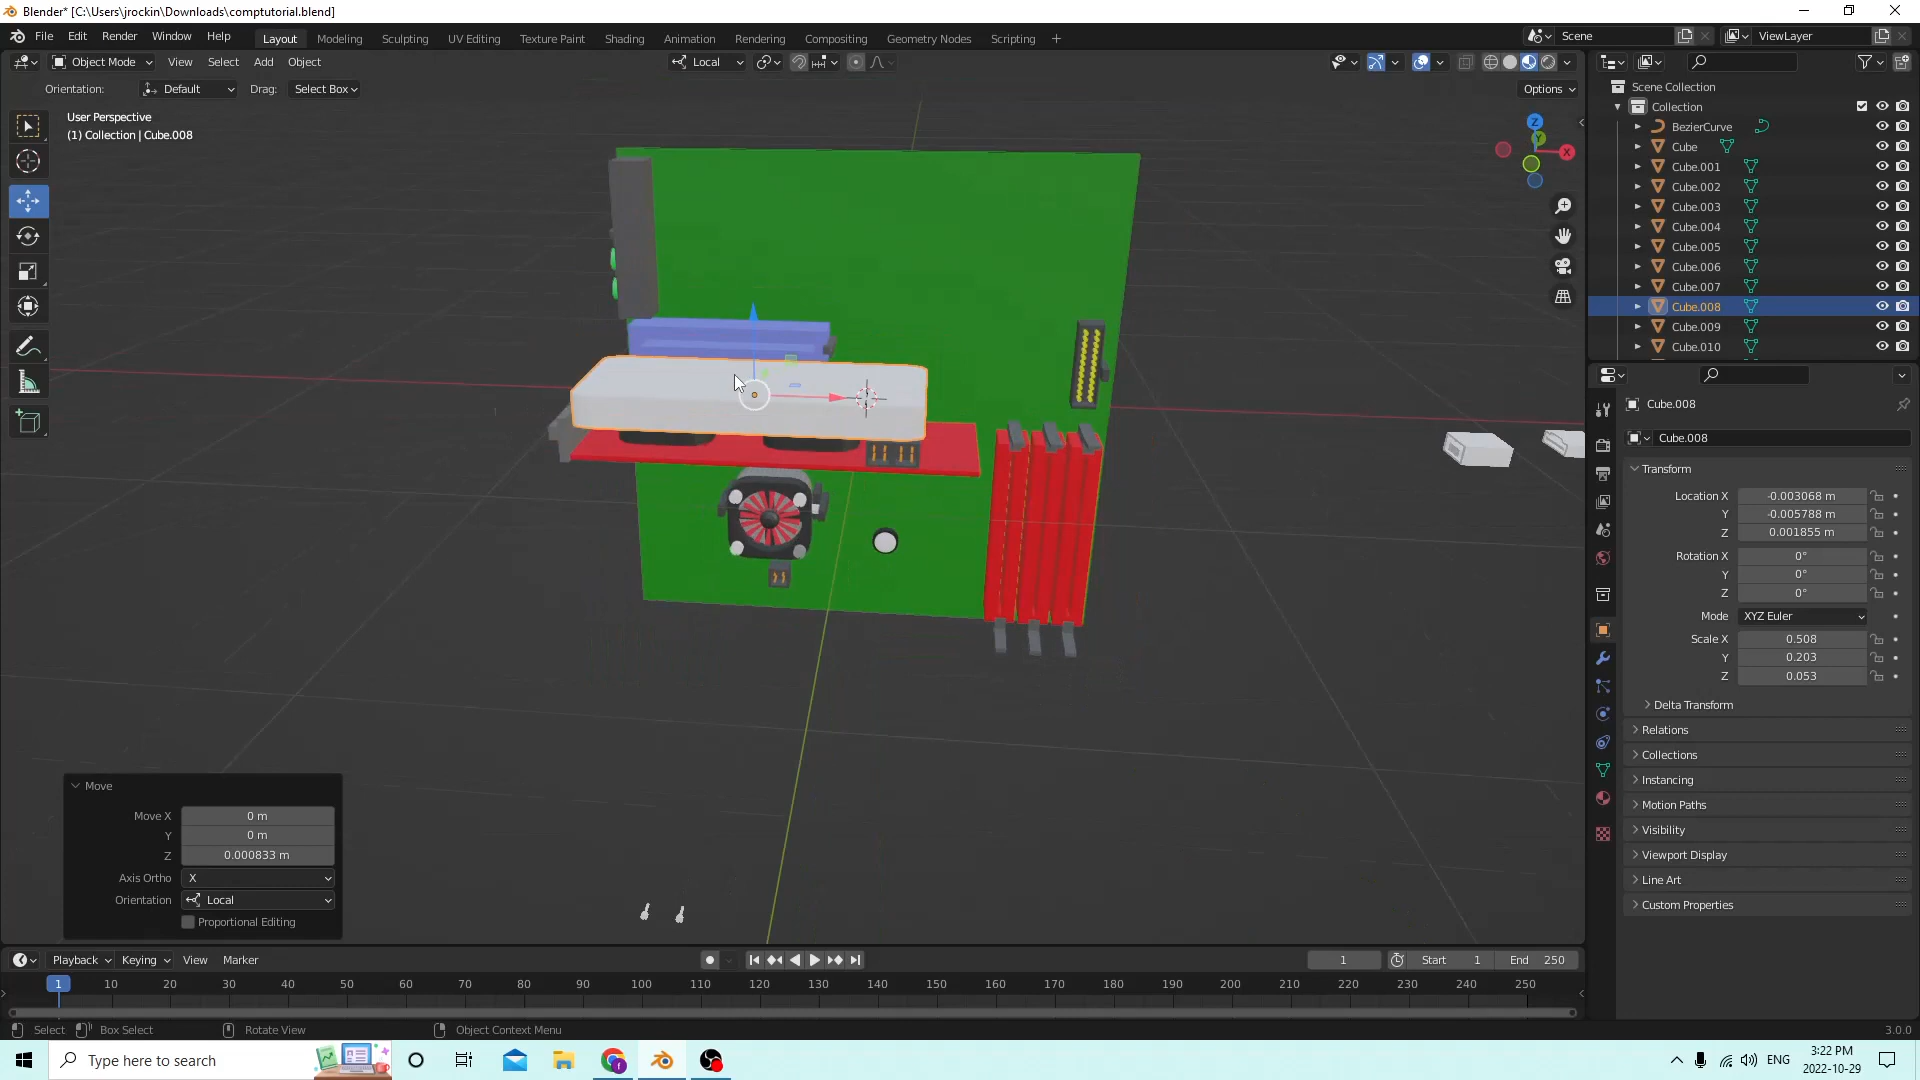 Blender* [C:\Users\jrockin\Downloads\comptutorial.blend]
File Edit Render Window Help
Layout Modeling Sculpting UV Editing Texture Paint Shading Animation Rendering Compositing Geometry Nodes Scripting +
Scene
ViewLayer
Object Mode View Select Add Object
Local
Orientation: Default Drag: Select Box
Options
User Perspective
(1) Collection | Cube.008
Z
Y
X
Scene Collection
Collection
BezierCurve
Cube
Cube.001
Cube.002
Cube.003
Cube.004
Cube.005
Cube.006
Cube.007
Cube.008
Cube.009
Cube.010
Cube.008
Cube.008
Transform
Location X -0.003068 m
Y -0.005788 m
Z 0.001855 m
Rotation X 0°
Y 0°
Z 0°
Mode XYZ Euler
Scale X 0.508
Y 0.203
Z 0.053
Delta Transform
Relations
Collections
Instancing
Motion Paths
Visibility
Viewport Display
Line Art
Custom Properties
Move
Move X 0 m
Y 0 m
Z 0.000833 m
Axis Ortho X
Orientation Local
Proportional Editing
Playback Keying View Marker
1 Start 1 End 250
1 10 20 30 40 50 60 70 80 90 100 110 120 130 140 150 160 170 180 190 200 210 220 230 240 250
Select Box Select Rotate View Object Context Menu
3.0.0
Type here to search
ENG
3:22 PM
2022-10-29